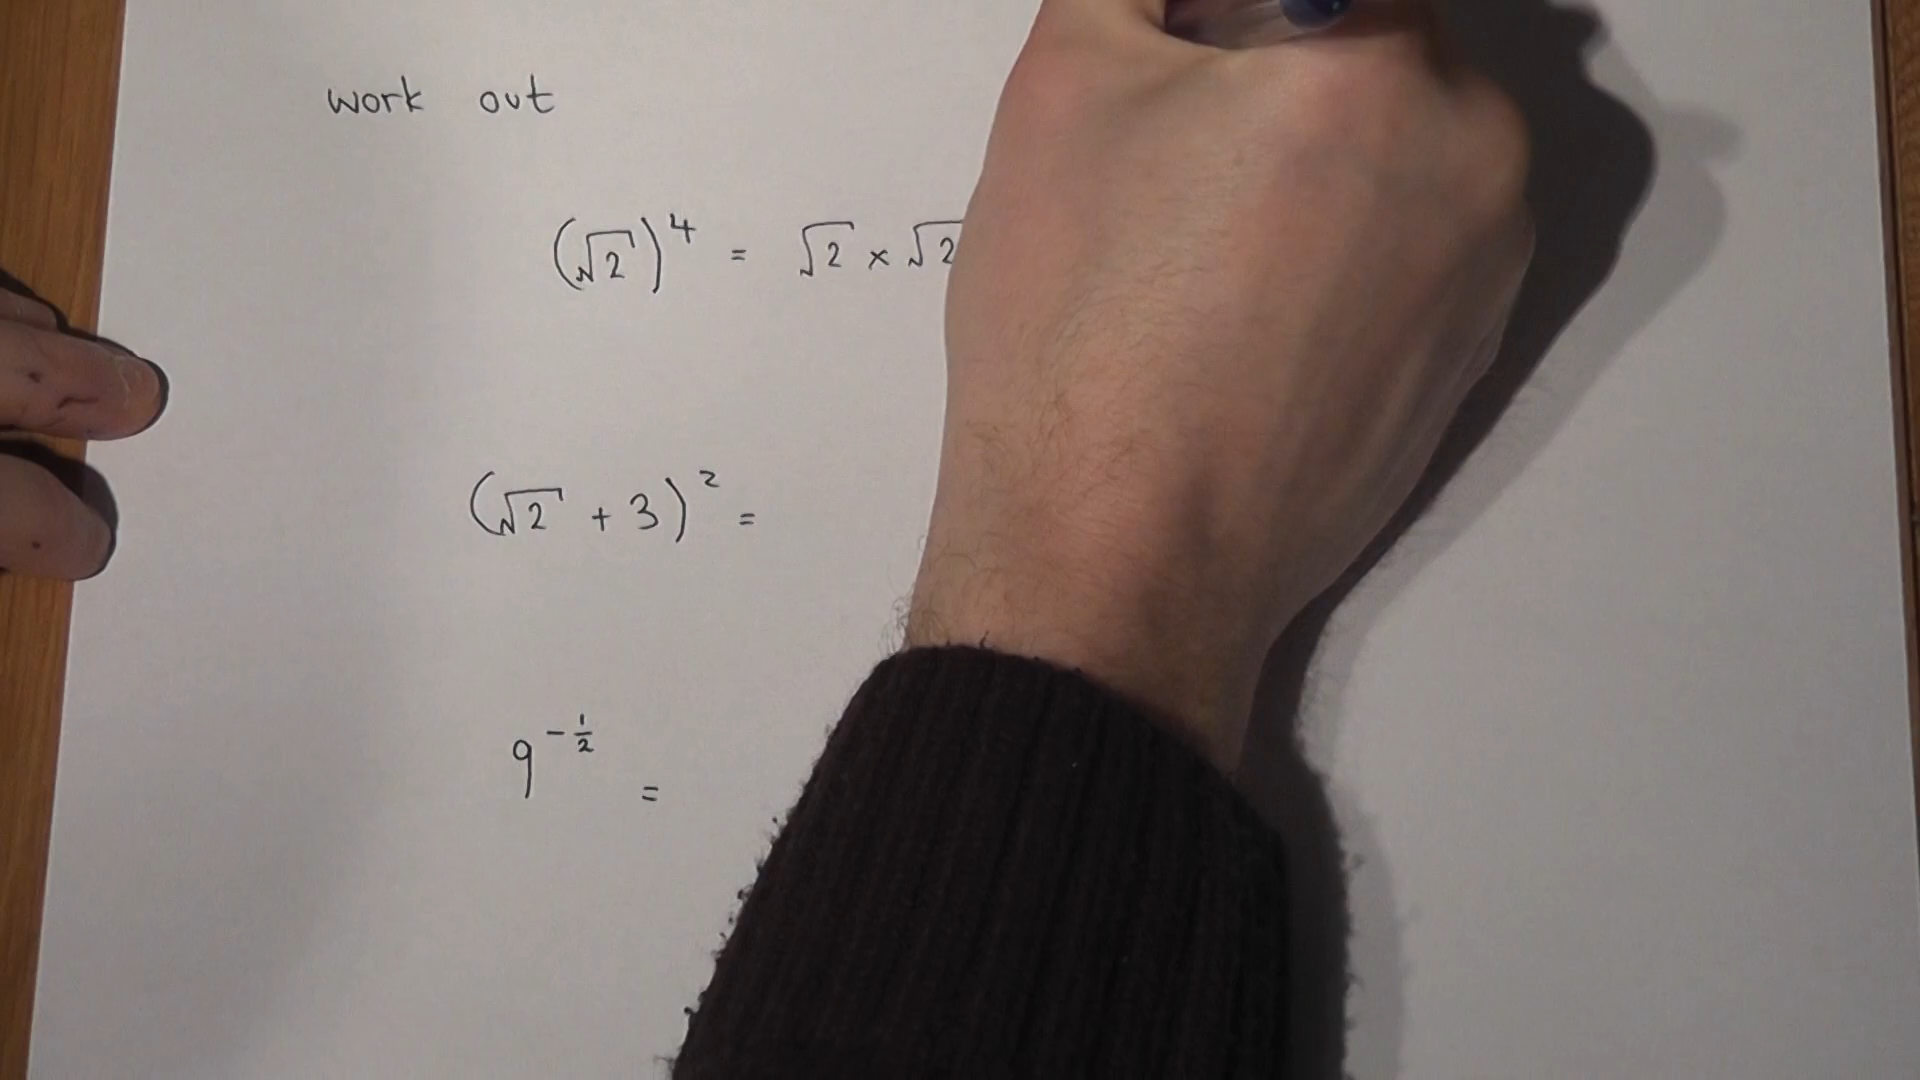 work out
(√2)⁴ = √2 × √2
(√2 + 3)² =
9^(-1/2) =